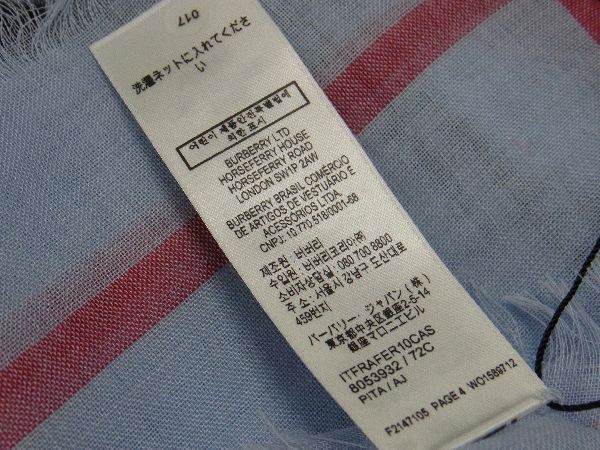 017
洗濯ネットに入れてくださ
い
어린이 제품안전특별법에
의한 표시
BURBERRY LTD
HORSEFERRY HOUSE
HORSEFERRY ROAD
LONDON SW1P 2AW
BURBERRY BRASIL COMÉRCIO
DE ARTIGOS DE VESTUÁRIO E
ACESSORIOS LTDA.
CNPJ: 10.770.518/0001-68
제조원 : 버버리
수입원 : 버버리코리아(주)
소비자상담실: 080 700 8800
주소: 서울시 강남구 도산대로
459번지
バーバリー・ジャパン(株)
東京都中央区銀座2-6-14
銀座マロニエビル
ITFRAFER10CAS
8053932 / 72C
PITA / AJ
F2147105 PAGE 4 WO1589712